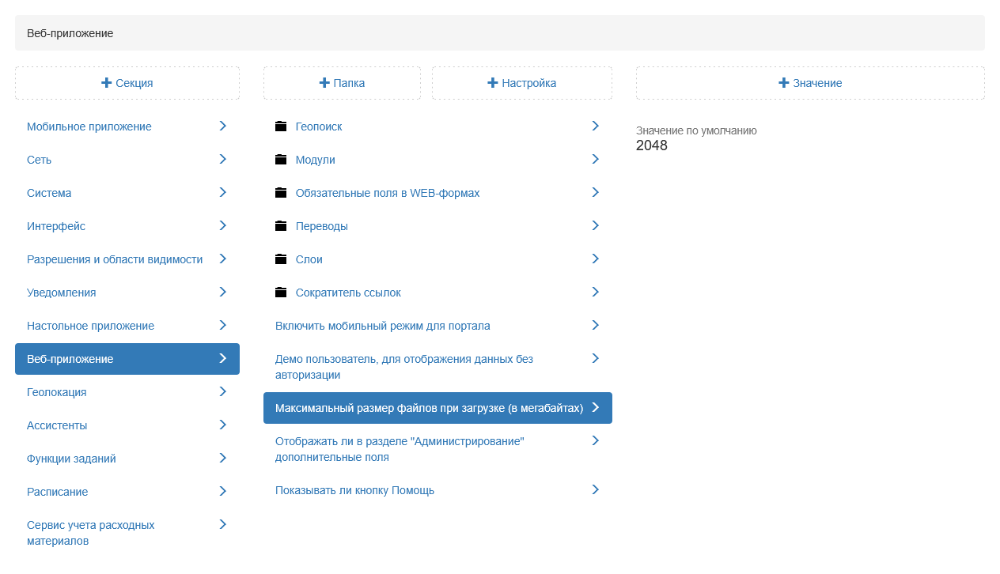 Веб-приложение
Секция
Папка
Настройка
Значение
Мобильное приложение
Сеть
Система
Интерфейс
Разрешения и области видимости
Уведомления
Настольное приложение
Веб-приложение
Геолокация
Ассистенты
Функции заданий
Расписание
Сервис учета расходных
материалов
Геопоиск
Модули
Обязательные поля в WEB-формах
Переводы
Слои
Сократитель ссылок
Включить мобильный режим для портала
Демо пользователь, для отображения данных без
авторизации
Максимальный размер файлов при загрузке (в мегабайтах)
Отображать ли в разделе "Администрирование"
дополнительные поля
Показывать ли кнопку Помощь
Значение по умолчанию
2048